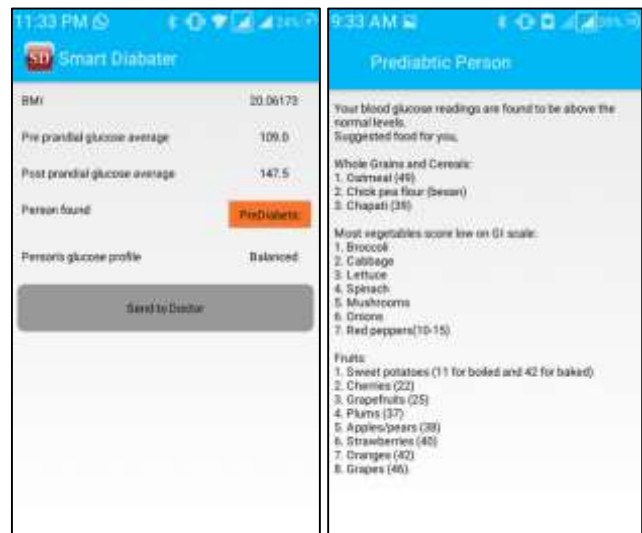 11:33 PM
SD Smart Diabater
BMI 20.06173
Pre prandial glucose average 109.0
Post prandial glucose average 147.5
Person found PreDiabetic
Person's glucose profile Balanced
Send to Doctor
9:33 AM
Prediabtic Person
Your blood glucose readings are found to be above the
normal levels.
Suggested food for you,
Whole Grains and Cereals:
1. Oatmeal (49)
2. Chick pea flour (besan)
3. Chapati (39)
Most vegetables score low on GI scale:
1. Broccoli
2. Cabbage
3. Lettuce
4. Spinach
5. Mushrooms
6. Onions
7. Red peppers(10-15)
Fruits:
1. Sweet potatoes (11 for boiled and 42 for baked)
2. Cherries (22)
3. Grapefruits (25)
4. Plums (37)
5. Apples/pears (38)
6. Strawberries (40)
7. Oranges (42)
8. Grapes (46)